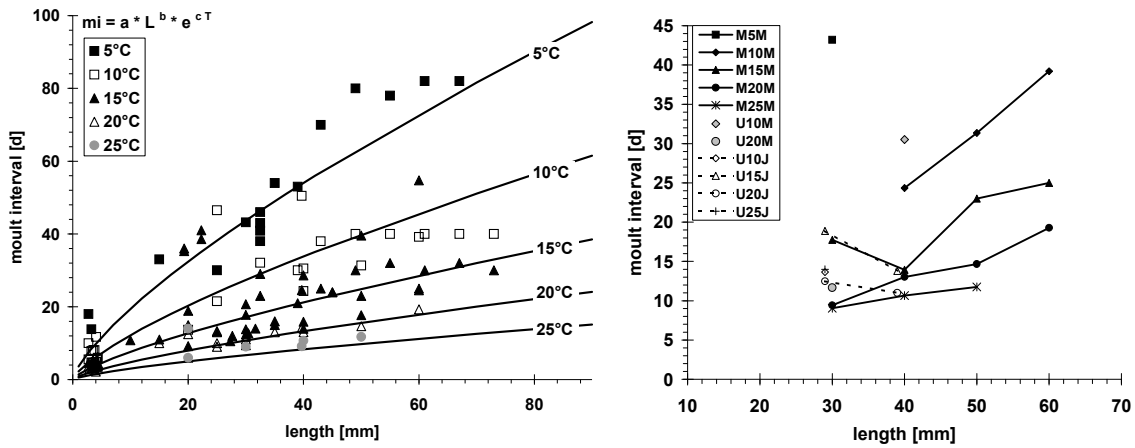 mi = a * L b * e cT
5°C
10°C
15°C
20°C
25°C
5°C
10°C
15°C
20°C
25°C
moult interval [d]
100
80
60
40
20
0
0 20 40 60 80
length [mm]
M5M
M10M
M15M
M20M
M25M
U10M
U20M
U10J
U15J
U20J
U25J
moult interval [d]
45
40
35
30
25
20
15
10
5
0
10 20 30 40 50 60 70
length [mm]